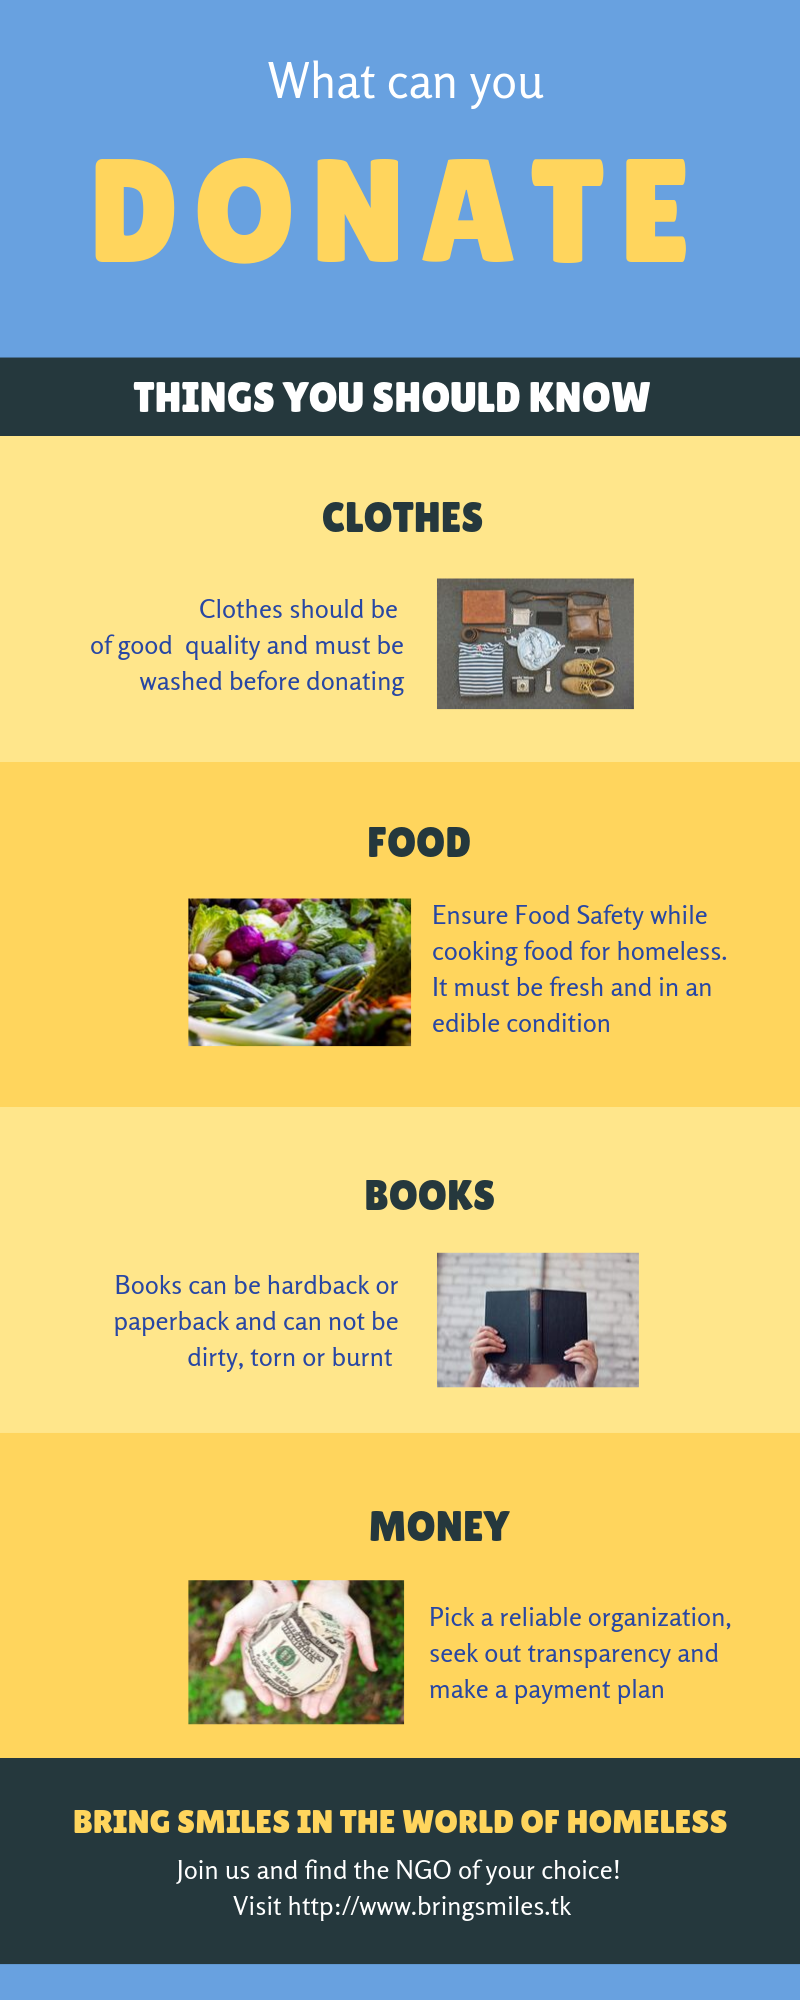 What can you
DONATE
THINGS YOU SHOULD KNOW
CLOTHES
Clothes should be
of good  quality and must be
washed before donating
FOOD
Ensure Food Safety while
cooking food for homeless.
It must be fresh and in an
edible condition
BOOKS
Books can be hardback or
paperback and can not be
dirty, torn or burnt
MONEY
Pick a reliable organization,
seek out transparency and
make a payment plan
BRING SMILES IN THE WORLD OF HOMELESS
Join us and find the NGO of your choice!
Visit http://www.bringsmiles.tk